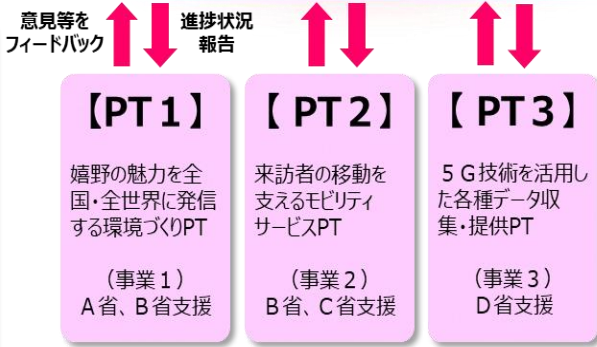 意見等を
フィードバック
進捗状況
報告
【PT１】
嬉野の魅力を全
国・全世界に発信
する環境づくりPT
（事業１）
Ａ省、Ｂ省支援
【 PT２】
来訪者の移動を
支えるモビリティ
サービスPT
（事業２）
Ｂ省、Ｃ省支援
【 PT３】
５Ｇ技術を活用し
た各種データ収
集・提供PT
（事業３）
Ｄ省支援